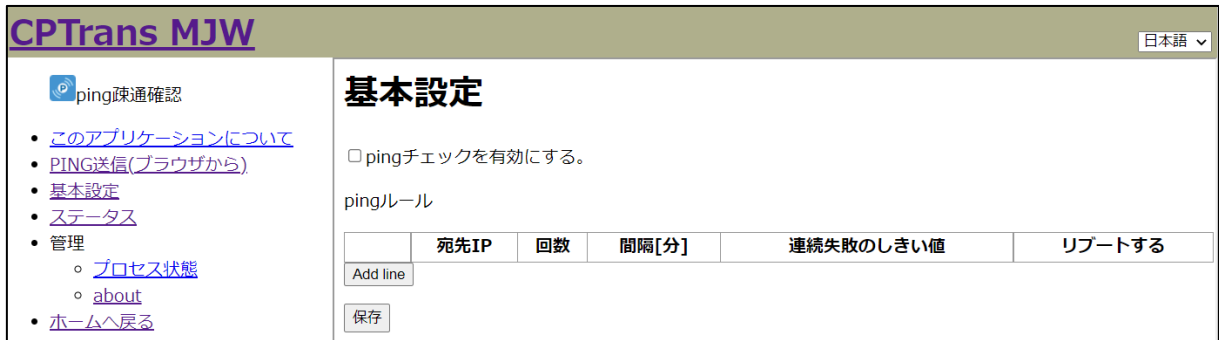 CPTrans MJW
日本語
ping疎通確認
このアプリケーションについて
PING送信(ブラウザから)
基本設定
ステータス
管理
プロセス状態
about
ホームへ戻る
基本設定
pingチェックを有効にする。
pingルール
宛先IP 回数 間隔[分] 連続失敗のしきい値 リブートする
Add line
保存